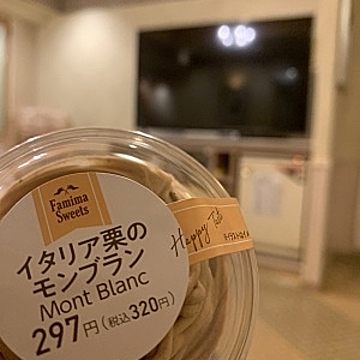 Famima
Sweets
イタリア栗の
モンブラン
Mont Blanc
297円(税込320円)
Happy